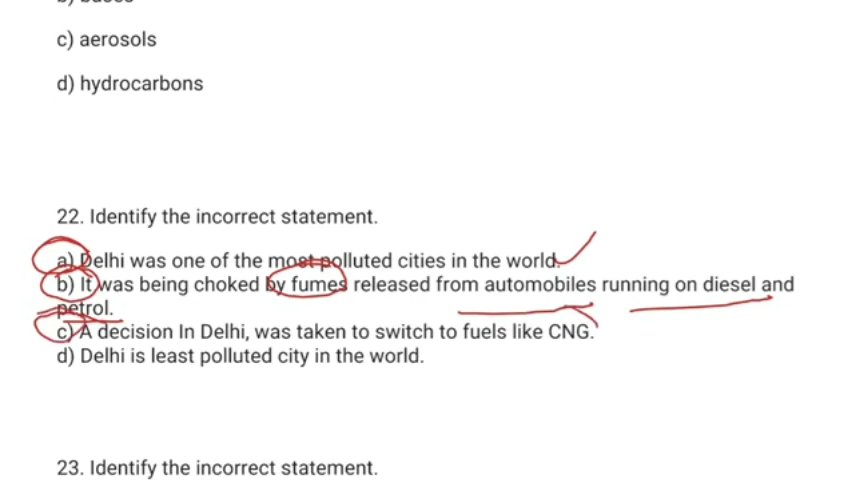 c) aerosols
d) hydrocarbons
22. Identify the incorrect statement.
a) Delhi was one of the most polluted cities in the world.
b) It was being choked by fumes released from automobiles running on diesel and
petrol.
c) A decision In Delhi, was taken to switch to fuels like CNG.
d) Delhi is least polluted city in the world.
23. Identify the incorrect statement.